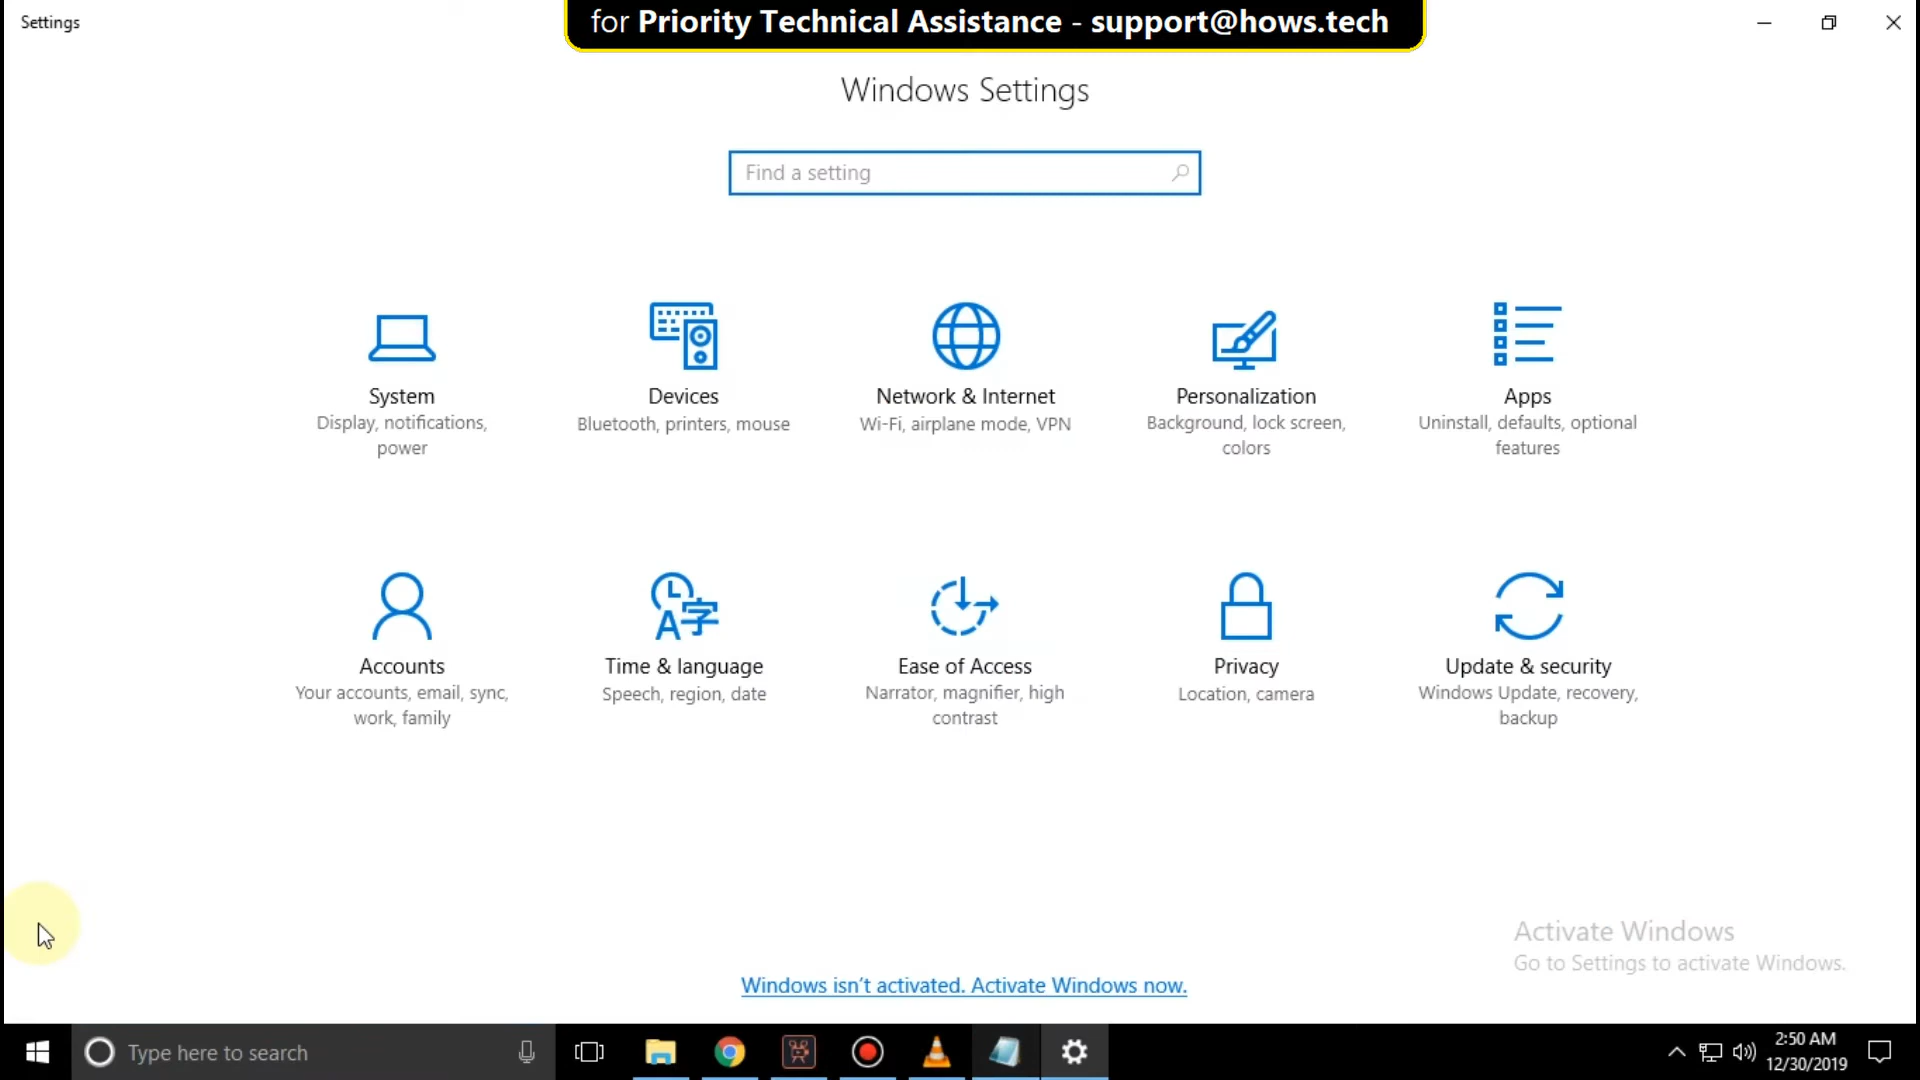 Settings
for Priority Technical Assistance - support@hows.tech
Windows Settings
Find a setting
System
Display, notifications,
power
Devices
Bluetooth, printers, mouse
Network & Internet
Wi-Fi, airplane mode, VPN
Personalization
Background, lock screen,
colors
Apps
Uninstall, defaults, optional
features
Accounts
Your accounts, email, sync,
work, family
Time & language
Speech, region, date
Ease of Access
Narrator, magnifier, high
contrast
Privacy
Location, camera
Update & security
Windows Update, recovery,
backup
Activate Windows
Go to Settings to activate Windows.
Windows isn't activated. Activate Windows now.
Type here to search
2:50 AM
12/30/2019